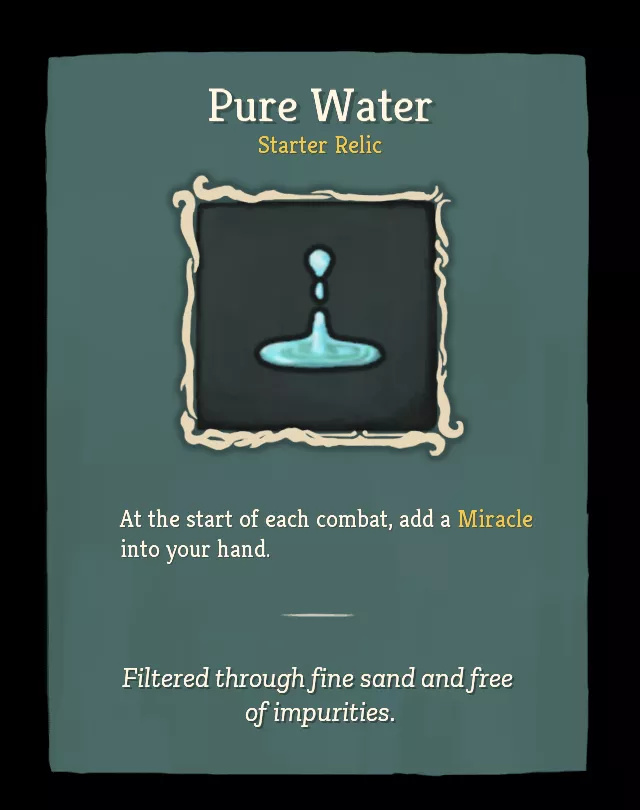 Pure Water
Starter Relic
At the start of each combat, add a Miracle
into your hand.
Filtered through fine sand and free
of impurities.